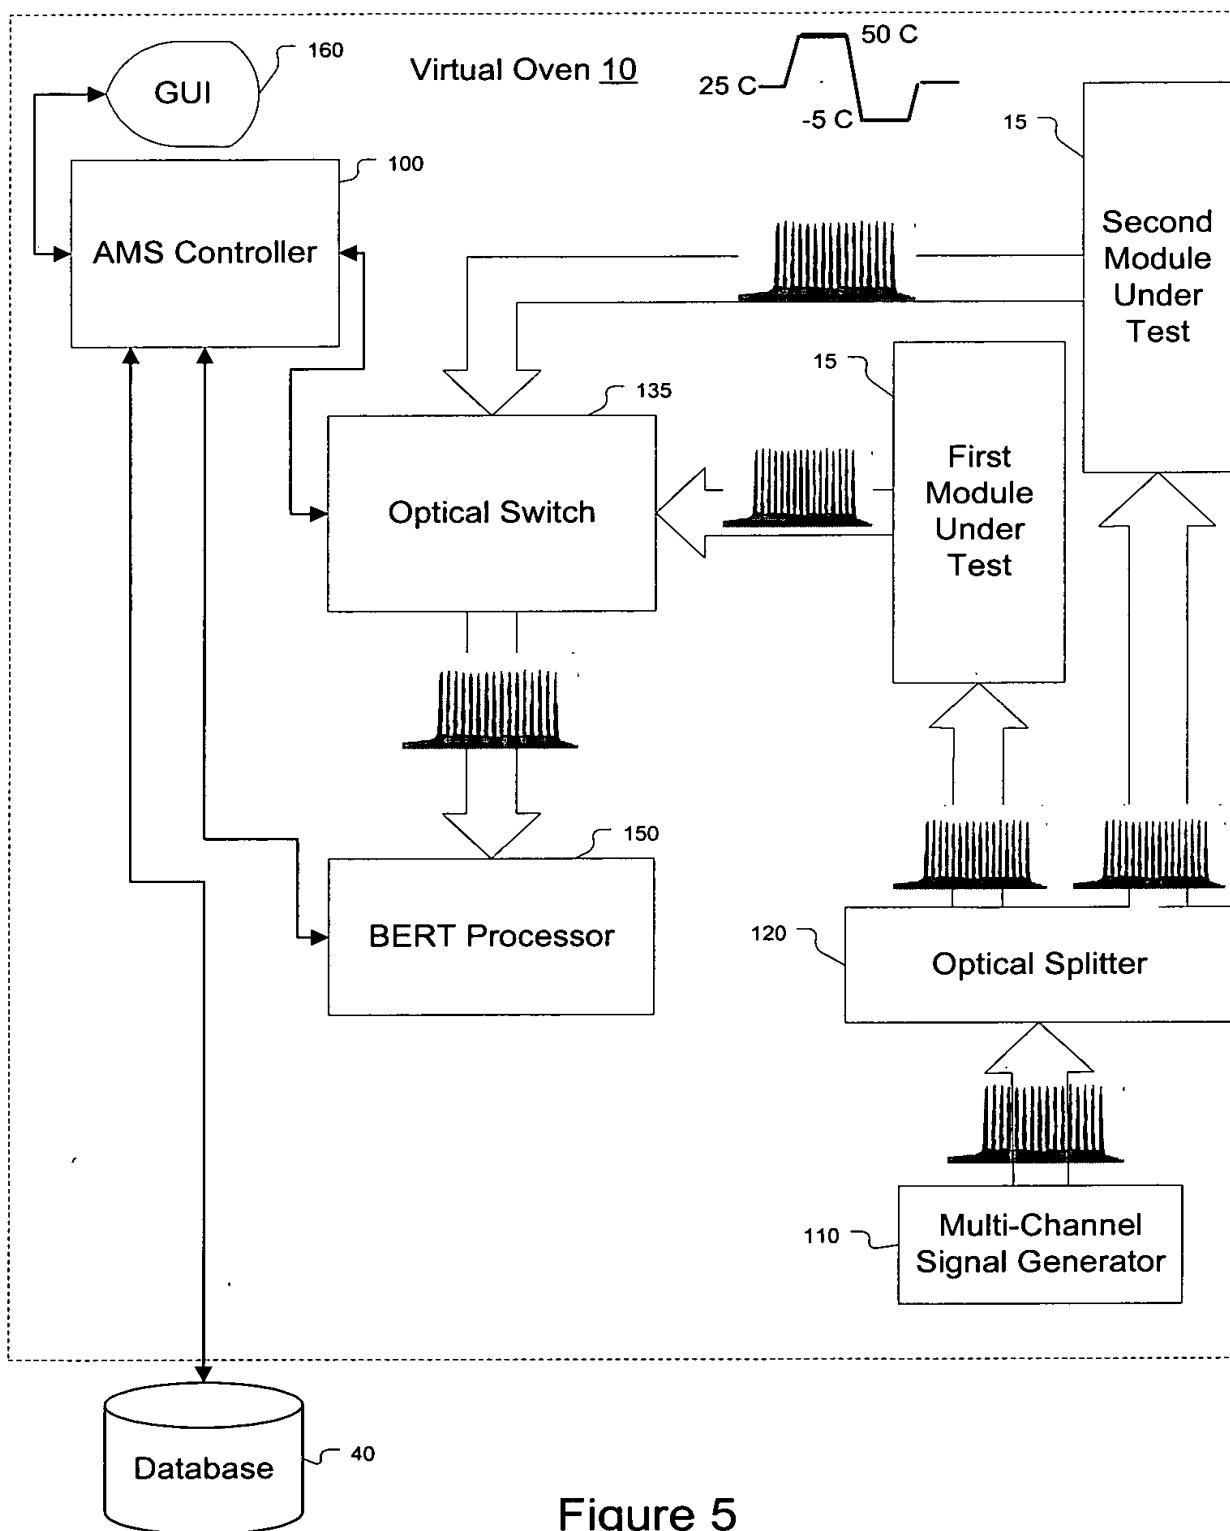 160
GUI
Virtual Oven 10
50 C
25 C
-5 C
15
100
AMS Controller
Second
Module
Under
Test
15
135
Optical Switch
First
Module
Under
Test
150
BERT Processor
120
Optical Splitter
110
Multi-Channel
Signal Generator
Database
40
Figure 5